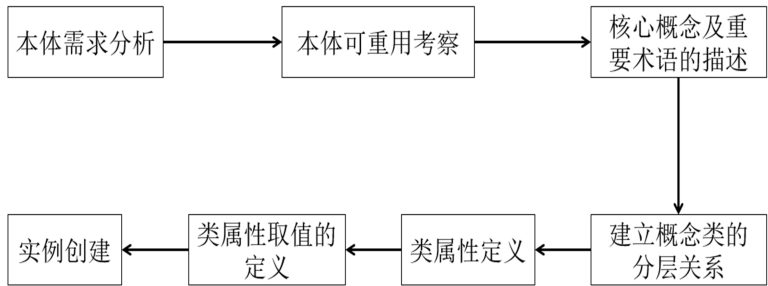 本体需求分析
本体可重用考察
核心概念及重
要术语的描述
建立概念类的
分层关系
类属性定义
类属性取值的
定义
实例创建